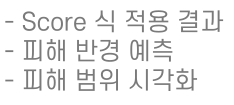 - Score 식 적용 결과
- 피해 반경 예측
- 피해 범위 시각화